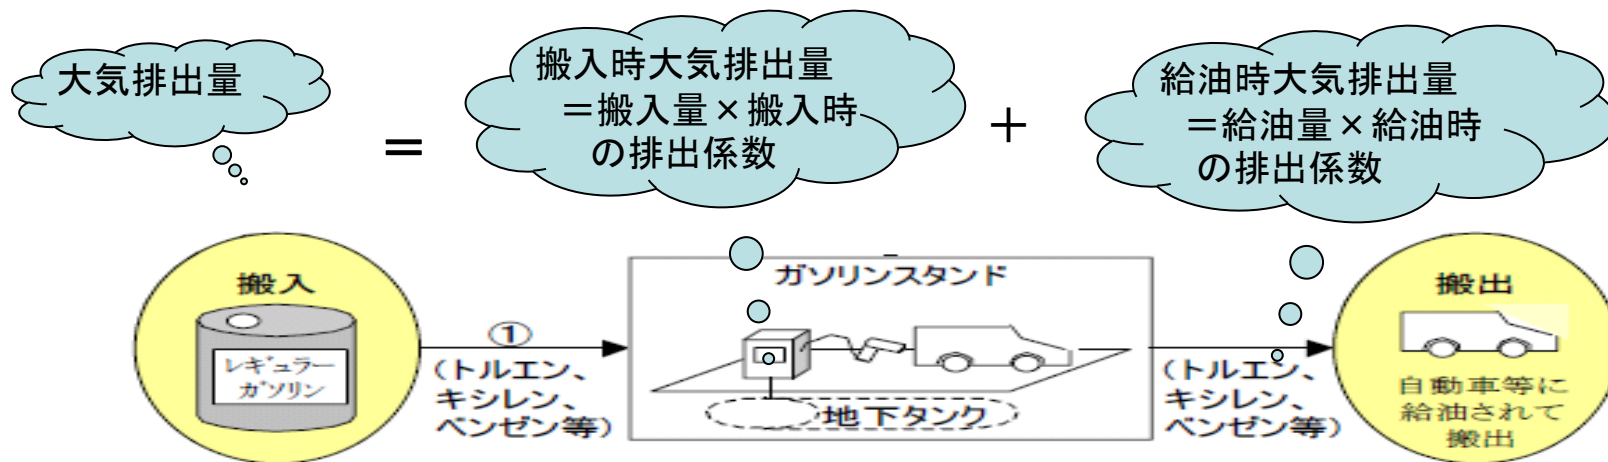 大気排出量
＝
搬入時大気排出量
＝搬入量×搬入時
の排出係数
＋
給油時大気排出量
＝給油量×給油時
の排出係数
搬入
レギュラー
ガソリン
①
(トルエン、
キシレン、
ベンゼン等)
ガソリンスタンド
地下タンク
(トルエン、
キシレン、
ベンゼン等)
搬出
自動車等に
給油されて
搬出